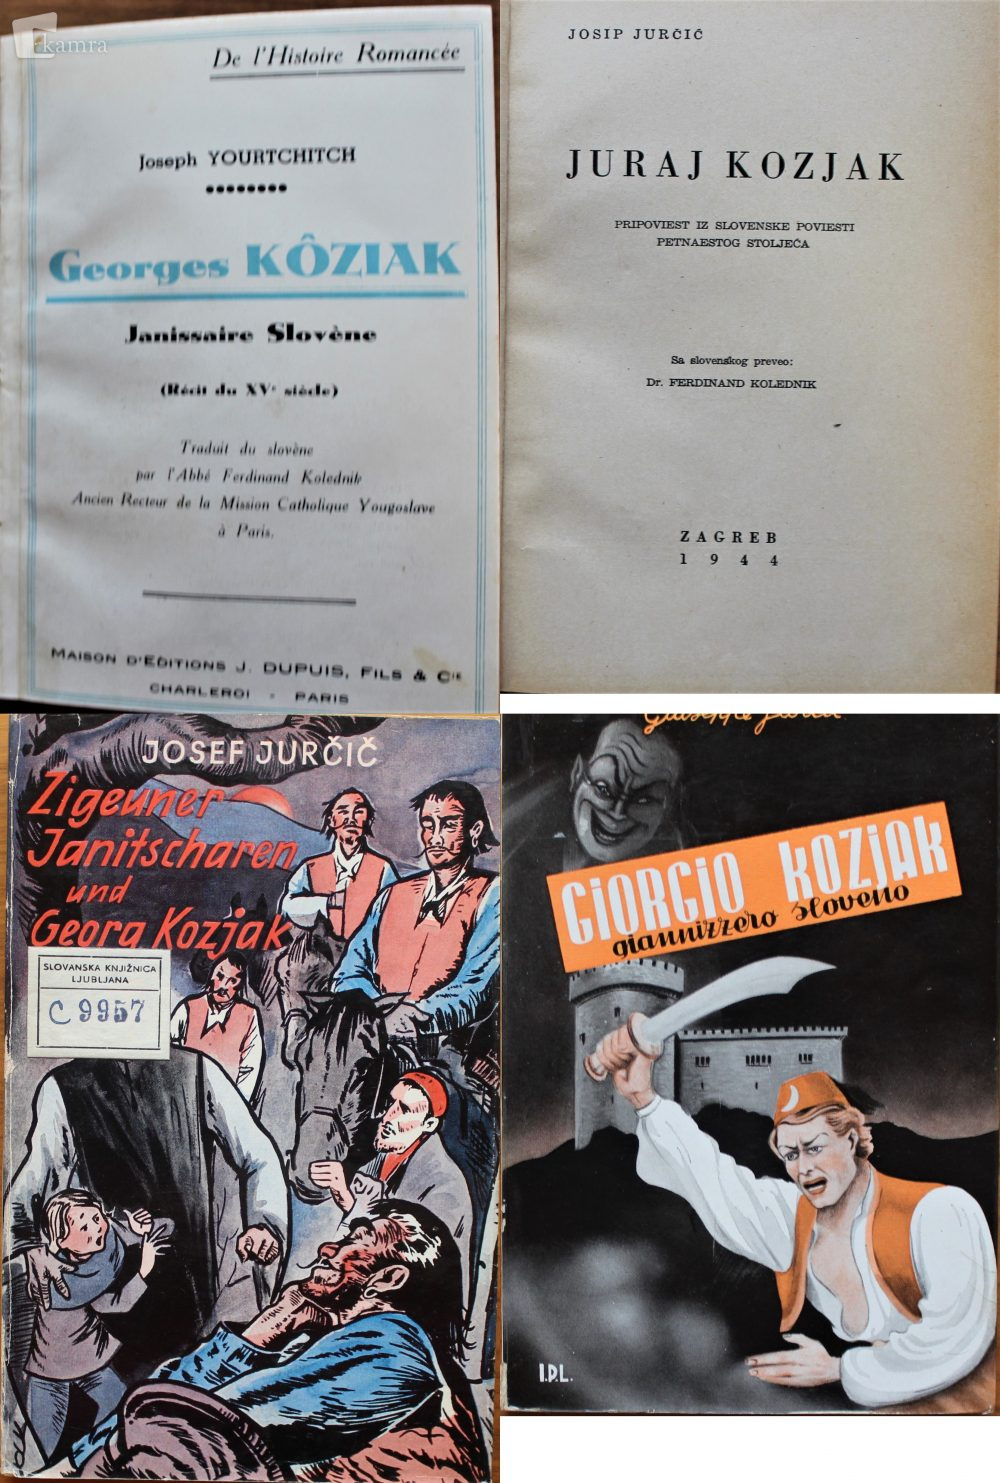 kamra
De l'Histoire Romancée
Joseph YOURTCHITCH
Georges KÔZIAK
Janissaire Slovène
(Récit du XVe siècle)
Traduit du slovène
par l'Abbé Ferdinand Kolednik
Ancien Recteur de la Mission Catholique Yougoslave
à Paris.
MAISON D'ÉDITIONS J. DUPUIS, FILS & Cie
CHARLEROI - PARIS
JOSIP JURČIČ
JURAJ KOZJAK
PRIPOVIEST IZ SLOVENSKE POVIESTI
PETNAESTOG STOLJEĆA
Sa slovenskog preveo:
Dr. FERDINAND KOLEDNIK
ZAGREB
1944
JOSEF JURČIČ
Zigeuner
Janitscharen
und
Georg Kozjak
SLOVANSKA KNJIŽNICA
LJUBLJANA
C 9957
GIORGIO KOZJAK
giannizzero sloveno
I.P.L.